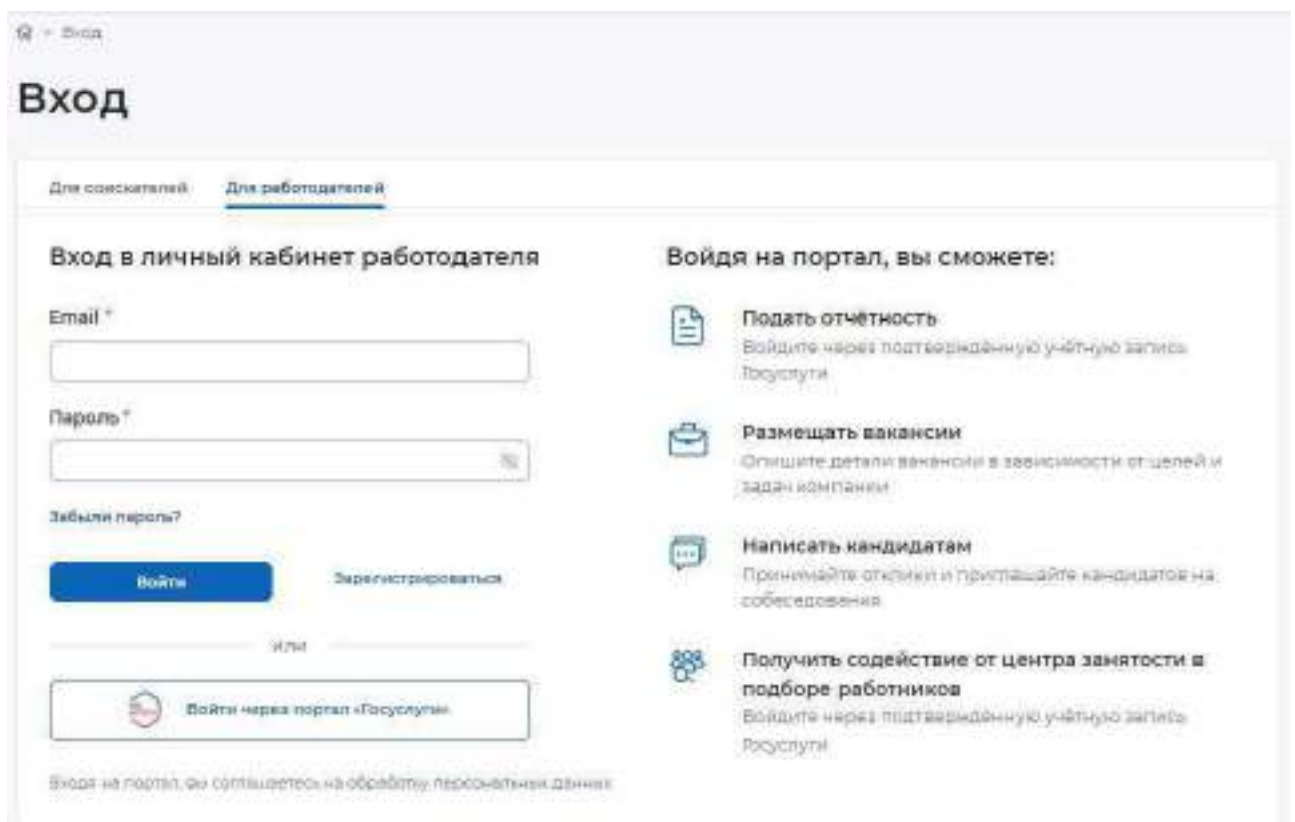 Вход
Вход
Для соискателей Для работодателей
Вход в личный кабинет работодателя
Email *
Пароль *
Забыли пароль?
Войти Зарегистрироваться
или
Войти через портал «Госуслуги»
Входя на портал, вы соглашаетесь на обработку персональных данных
Войдя на портал, вы сможете:
Подать отчётность
Войдите через подтверждённую учётную запись
Госуслуги
Размещать вакансии
Опишите детали вакансии в зависимости от целей и
задач компании
Написать кандидатам
Принимайте отклики и приглашайте кандидатов на
собеседования
Получить содействие от центра занятости в
подборе работников
Войдите через подтверждённую учётную запись
Госуслуги